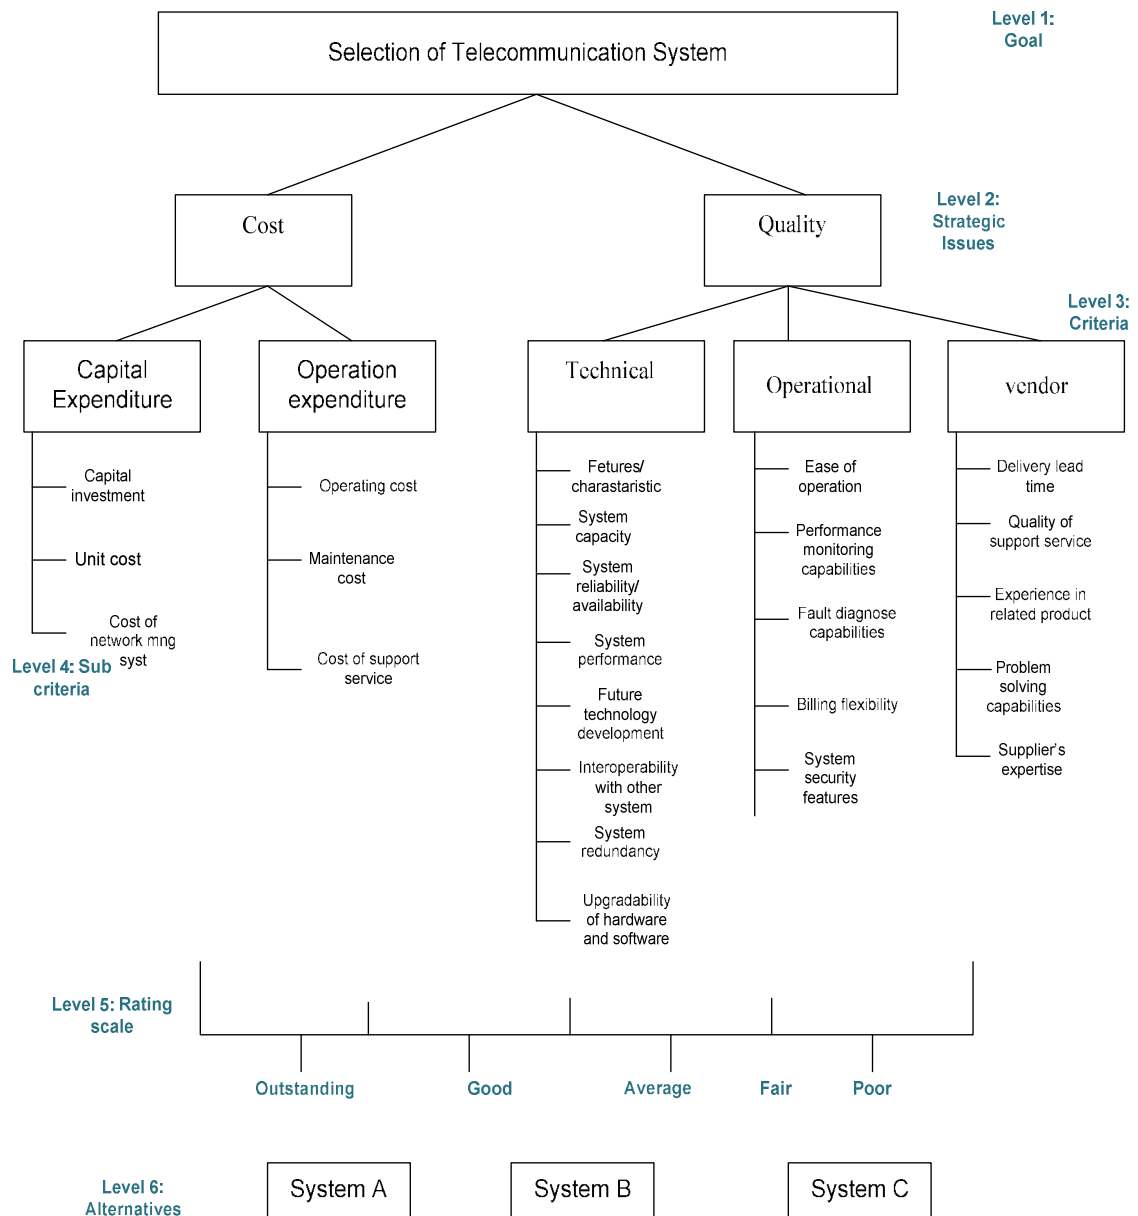 Level 1:
Goal
Selection of Telecommunication System
Level 2:
Strategic
Issues
Cost
Quality
Level 3:
Criteria
Capital
Expenditure
Operation
expenditure
Technical
Operational
vendor
Capital
investment
Unit cost
Cost of
network mng
syst
Level 4: Sub
criteria
Operating cost
Maintenance
cost
Cost of support
service
Fetures/
charastaristic
System
capacity
System
reliability/
availability
System
performance
Future
technology
development
Interoperability
with other
system
System
redundancy
Upgradability
of hardware
and software
Ease of
operation
Performance
monitoring
capabilities
Fault diagnose
capabilities
Billing flexibility
System
security
features
Delivery lead
time
Quality of
support service
Experience in
related product
Problem
solving
capabilities
Supplier's
expertise
Level 5: Rating
scale
Outstanding Good Average Fair Poor
Level 6:
Alternatives
System A System B System C